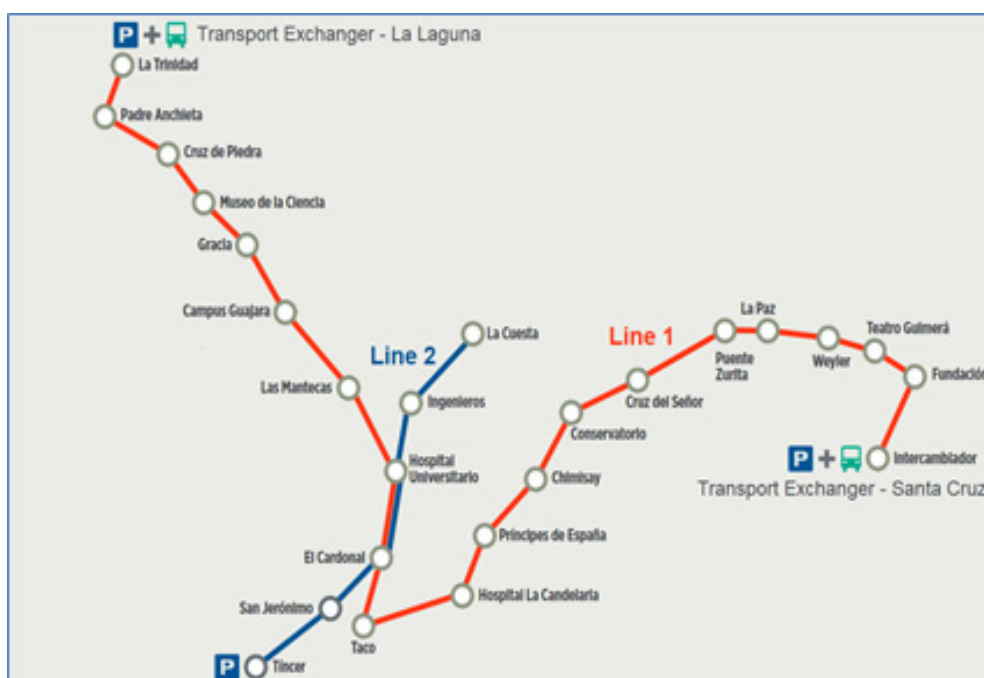 P + Transport Exchanger - La Laguna
La Trinidad
Padre Anchieta
Cruz de Piedra
Museo de la Ciencia
Gracia
Campus Guajara
Las Mantecas
Line 2
La Cuesta
Ingenieros
Hospital
Universitario
El Cardonal
San Jerónimo
P
Tíncer
Taco
Hospital La Candelaria
Príncipes de España
Chimisay
Conservatorio
Cruz del Señor
Line 1
Puente
Zurita
La Paz
Weyler
Teatro Guimerá
Fundación
P + Intercambiador
Transport Exchanger - Santa Cruz